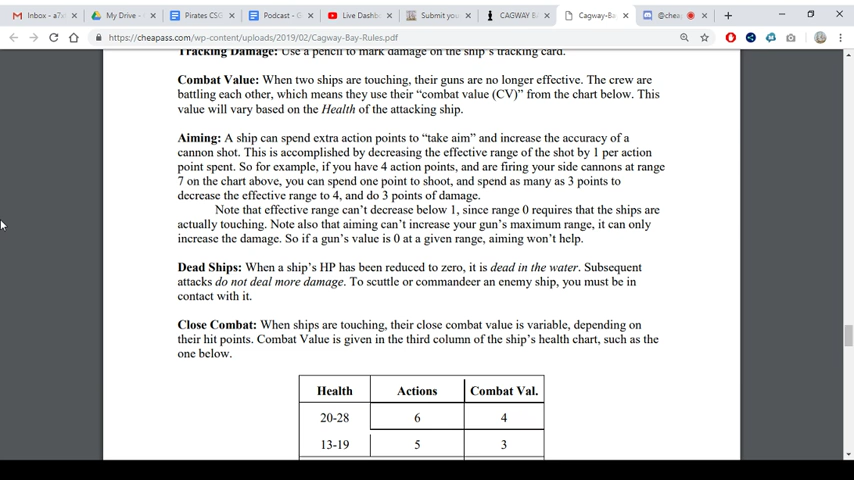 Inbox - a7x
My Drive -
Pirates CSG
Podcast - G
Live Dashbo
Submit you
CAGWAY B
Cagway-Ba
@chea
https://cheapass.com/wp-content/uploads/2019/02/Cagway-Bay-Rules.pdf
Tracking Damage: Use a pencil to mark damage on the ship's tracking card.
Combat Value: When two ships are touching, their guns are no longer effective. The crew are
battling each other, which means they use their "combat value (CV)" from the chart below. This
value will vary based on the Health of the attacking ship.
Aiming: A ship can spend extra action points to "take aim" and increase the accuracy of a
cannon shot. This is accomplished by decreasing the effective range of the shot by 1 per action
point spent. So for example, if you have 4 action points, and are firing your side cannons at range
7 on the chart above, you can spend one point to shoot, and spend as many as 3 points to
decrease the effective range to 4, and do 3 points of damage.
Note that effective range can't decrease below 1, since range 0 requires that the ships are
actually touching. Note also that aiming can't increase your gun's maximum range, it can only
increase the damage. So if a gun's value is 0 at a given range, aiming won't help.
Dead Ships: When a ship's HP has been reduced to zero, it is dead in the water. Subsequent
attacks do not deal more damage. To scuttle or commandeer an enemy ship, you must be in
contact with it.
Close Combat: When ships are touching, their close combat value is variable, depending on
their hit points. Combat Value is given in the third column of the ship's health chart, such as the
one below.
Health Actions Combat Val.
20-28 6 4
13-19 5 3